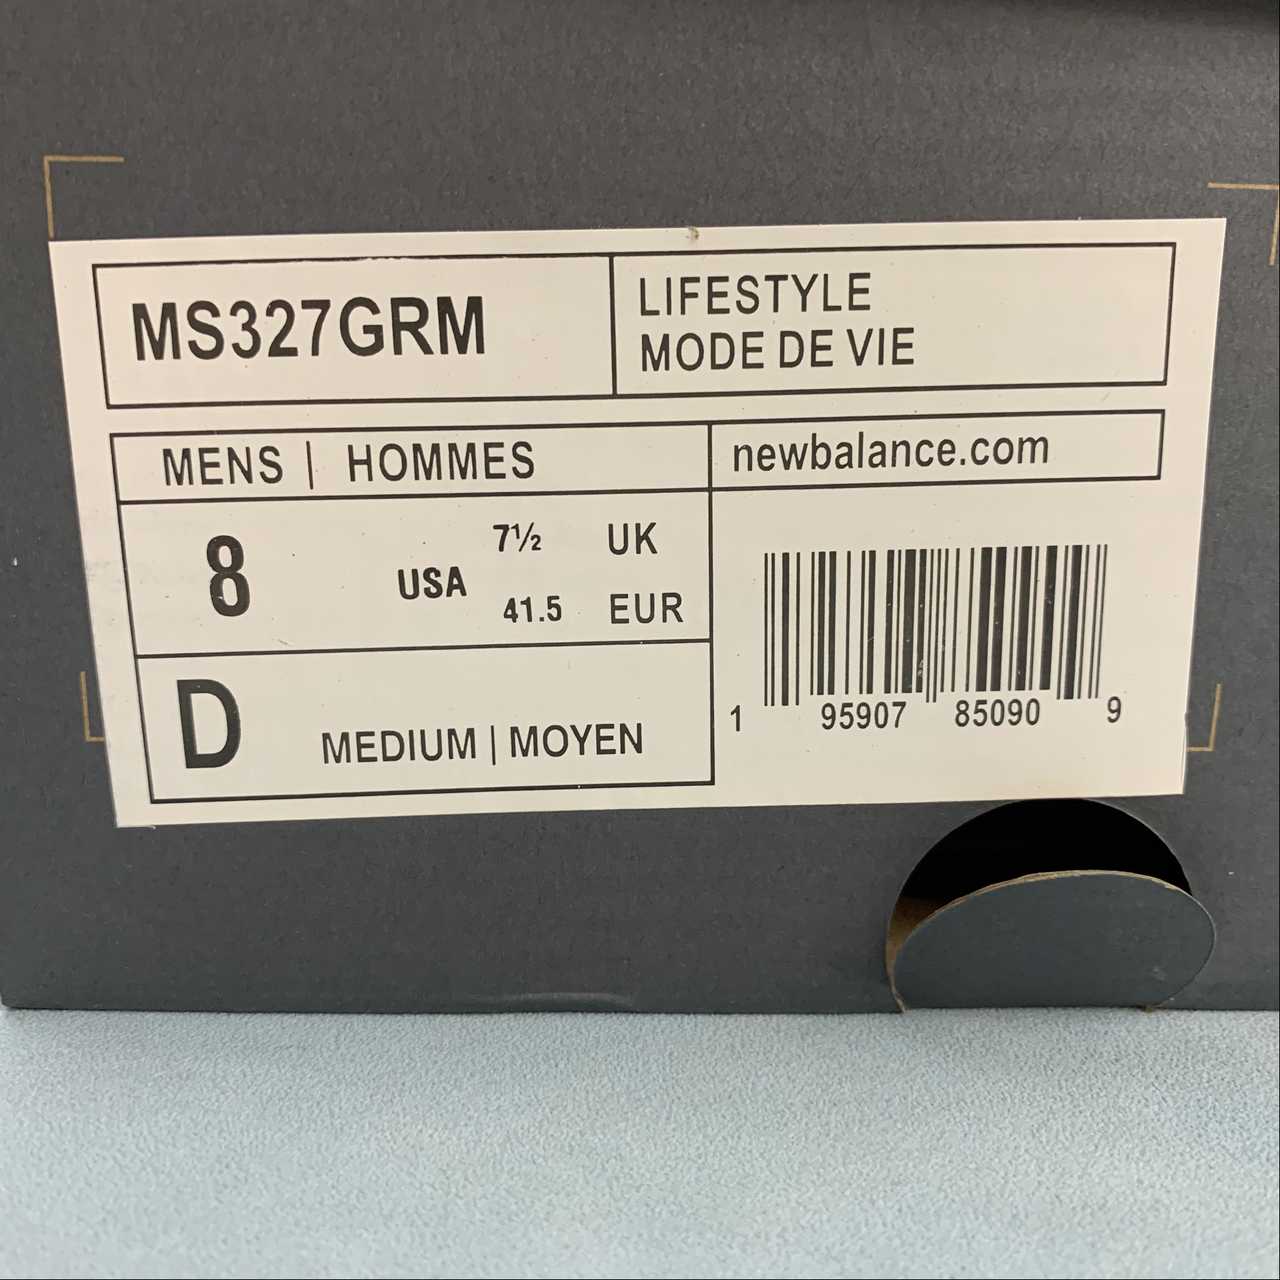 MS327GRM
LIFESTYLE
MODE DE VIE
MENS | HOMMES
newbalance.com
8 USA
7½ UK
41.5 EUR
D MEDIUM | MOYEN
1 95907 85090 9